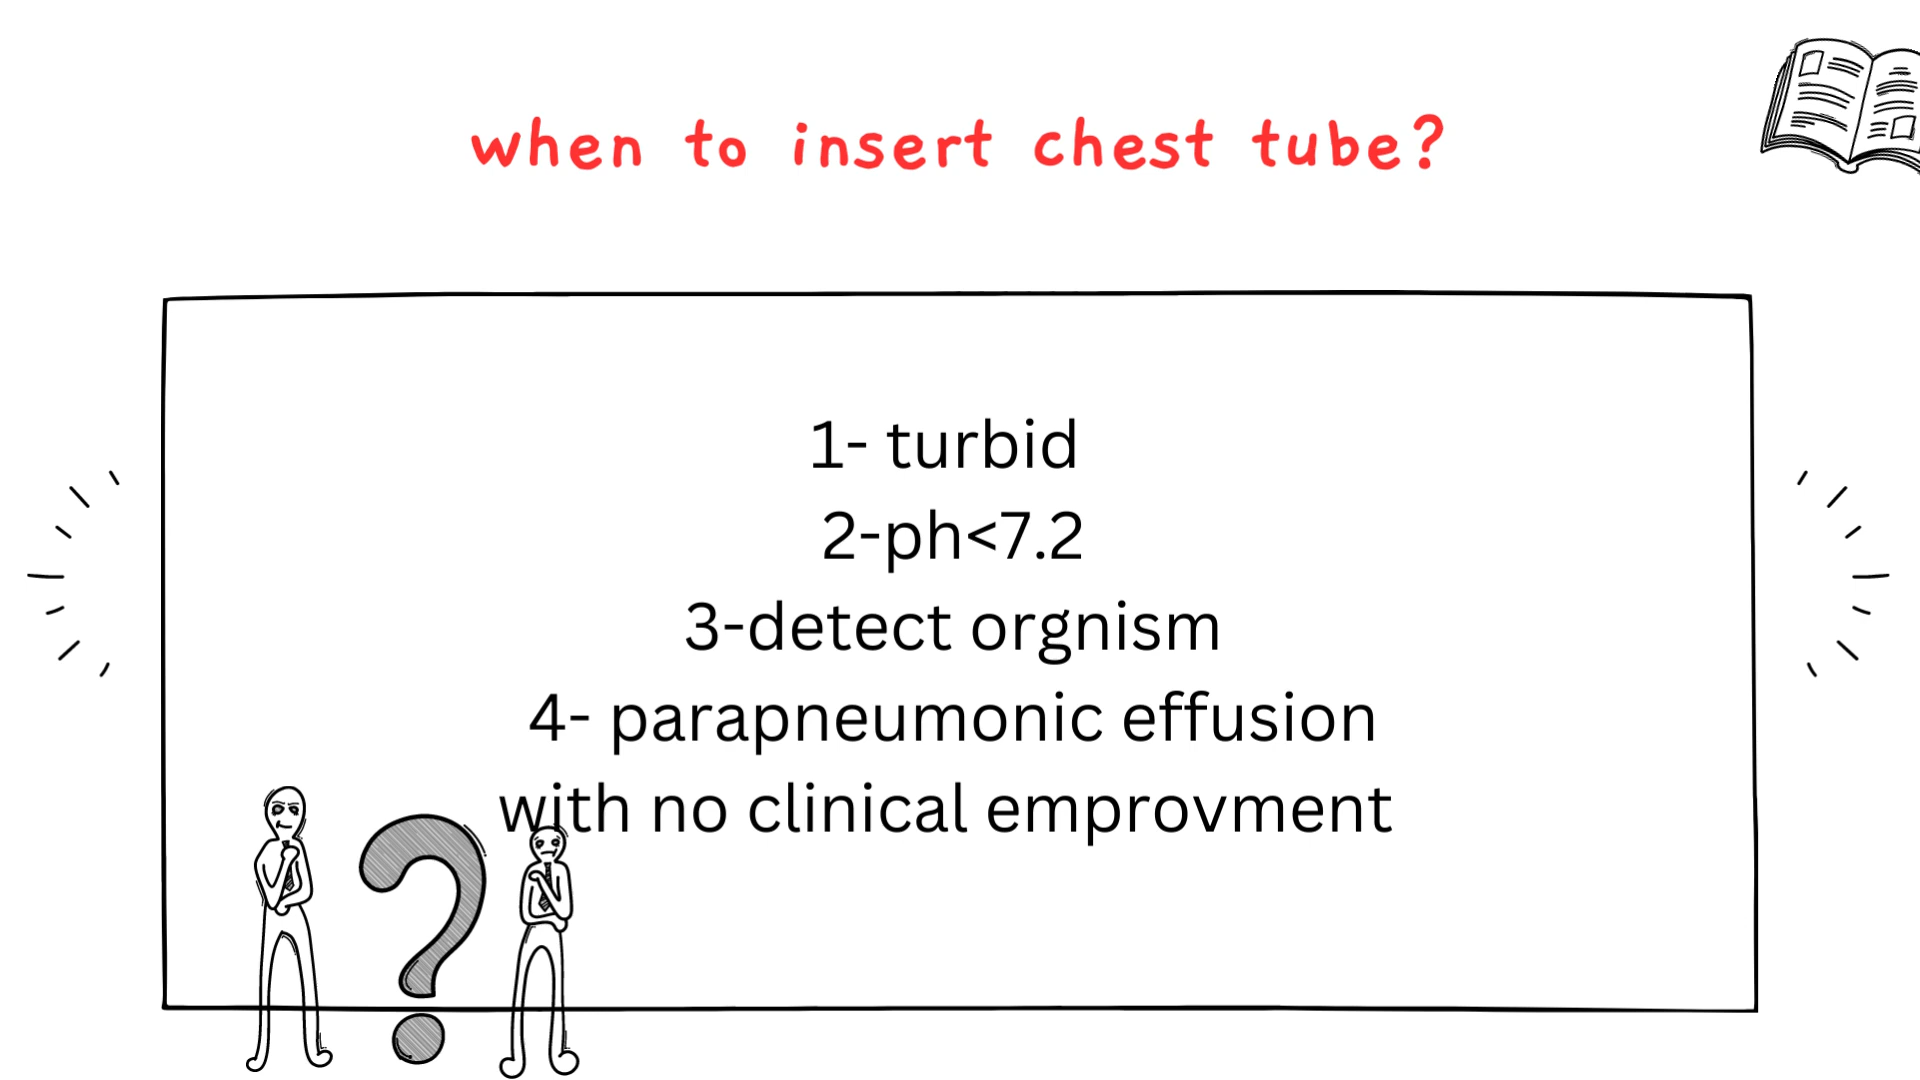 when to insert chest tube?
1- turbid
2-ph<7.2
3-detect orgnism
4- parapneumonic effusion
with no clinical emprovment